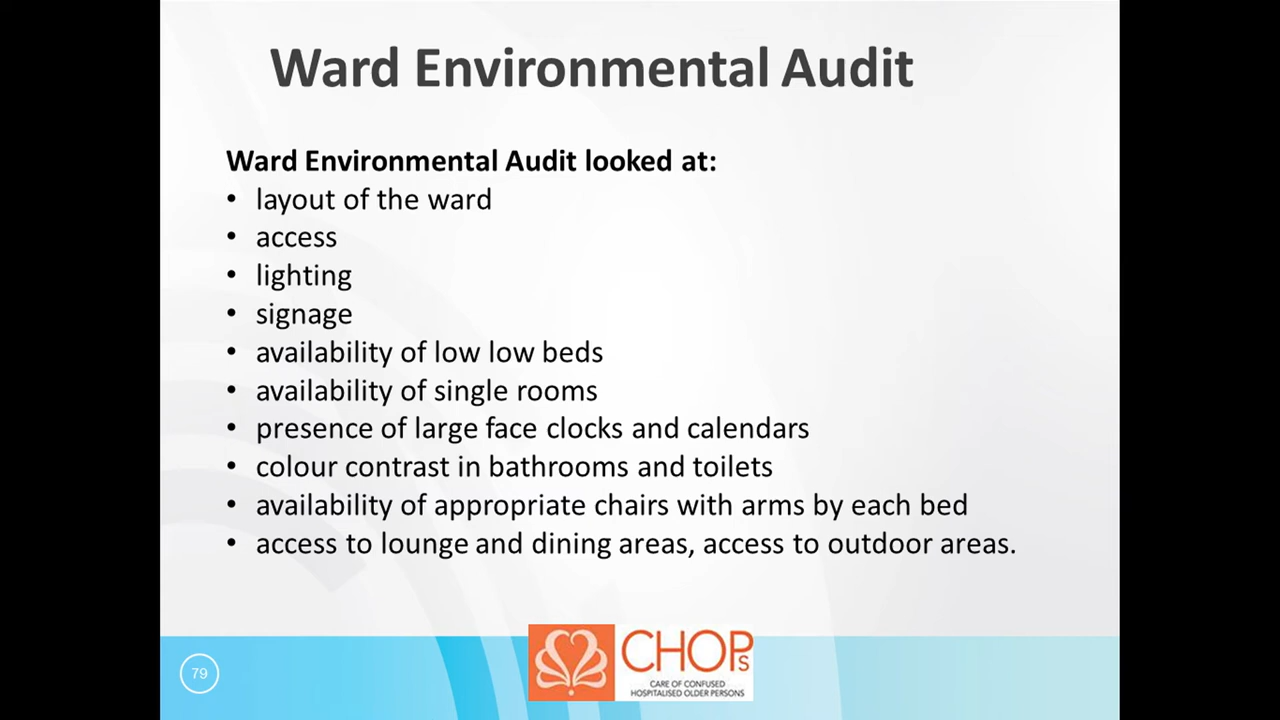 Ward Environmental Audit
Ward Environmental Audit looked at:
• layout of the ward
• access
• lighting
• signage
• availability of low low beds
• availability of single rooms
• presence of large face clocks and calendars
• colour contrast in bathrooms and toilets
• availability of appropriate chairs with arms by each bed
• access to lounge and dining areas, access to outdoor areas.
79
CHOPs
CARE OF CONFUSED
HOSPITALISED OLDER PERSONS